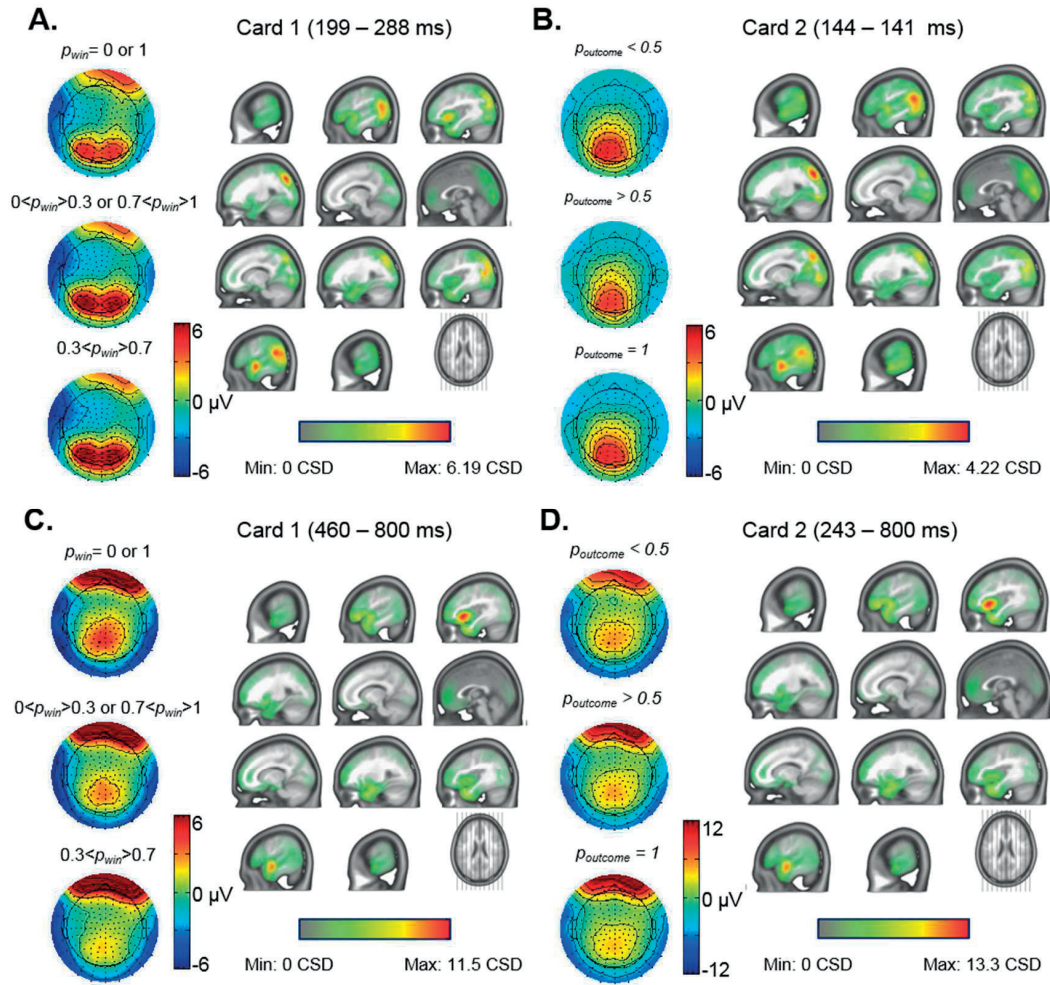 A.
Card 1 (199 – 288 ms)
pwin= 0 or 1
0<pwin>0.3 or 0.7<pwin>1
0.3<pwin>0.7
6
0 µV
-6
Min: 0 CSD
Max: 6.19 CSD
B.
Card 2 (144 – 141 ms)
poutcome < 0.5
poutcome > 0.5
poutcome = 1
6
0 µV
-6
Min: 0 CSD
Max: 4.22 CSD
C.
Card 1 (460 – 800 ms)
pwin= 0 or 1
0<pwin>0.3 or 0.7<pwin>1
0.3<pwin>0.7
6
0 µV
-6
Min: 0 CSD
Max: 11.5 CSD
D.
Card 2 (243 – 800 ms)
poutcome < 0.5
poutcome > 0.5
poutcome = 1
12
0 µV
-12
Min: 0 CSD
Max: 13.3 CSD